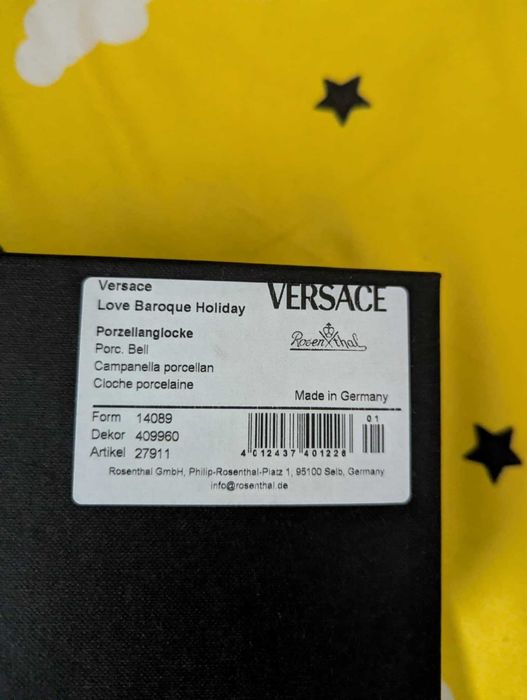 Versace
Love Baroque Holiday
VERSACE
Rosenthal
Porzellanglocke
Porc. Bell
Campanella porcellan
Cloche porcelaine
Made in Germany
Form 14089
Dekor 409960
Artikel 27911
01
4 012437 401226
Rosenthal GmbH, Philip-Rosenthal-Platz 1, 95100 Selb, Germany
info@rosenthal.de